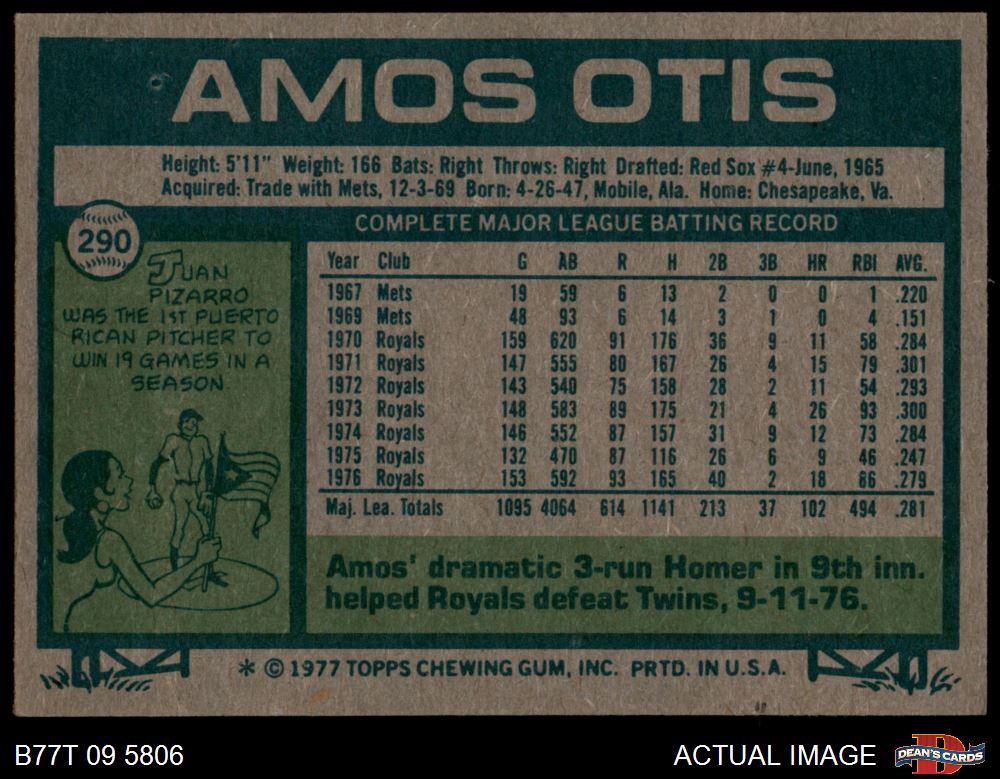 AMOS OTIS
Height: 5'11" Weight: 166 Bats: Right Throws: Right Drafted: Red Sox #4-June, 1965
Acquired: Trade with Mets, 12-3-69 Born: 4-26-47, Mobile, Ala. Home: Chesapeake, Va.
290
COMPLETE MAJOR LEAGUE BATTING RECORD
JUAN
PIZARRO
WAS THE 1ST PUERTO
RICAN PITCHER TO
WIN 19 GAMES IN A
SEASON.
Year Club G AB R H 2B 3B HR RBI AVG.
1967 Mets 19 59 6 13 2 0 0 1 .220
1969 Mets 48 93 6 14 3 1 0 4 .151
1970 Royals 159 620 91 176 36 9 11 58 .284
1971 Royals 147 555 80 167 26 4 15 79 .301
1972 Royals 143 540 75 158 28 2 11 54 .293
1973 Royals 148 583 89 175 21 4 26 93 .300
1974 Royals 146 552 87 157 31 9 12 73 .284
1975 Royals 132 470 87 116 26 6 9 46 .247
1976 Royals 153 592 93 165 40 2 18 86 .279
Maj. Lea. Totals 1095 4064 614 1141 213 37 102 494 .281
Amos' dramatic 3-run Homer in 9th inn.
helped Royals defeat Twins, 9-11-76.
* © 1977 TOPPS CHEWING GUM, INC. PRTD. IN U.S.A.
B77T 09 5806
ACTUAL IMAGE
D
DEAN'S CARDS